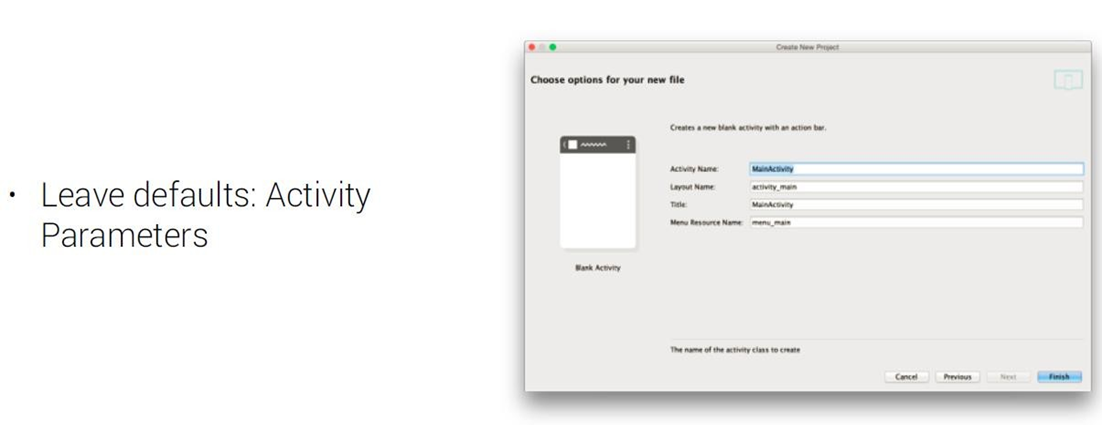 • Leave defaults: Activity
Parameters
Create New Project
Choose options for your new file
Creates a new blank activity with an action bar.
Activity Name: MainActivity
Layout Name: activity_main
Title: MainActivity
Menu Resource Name: menu_main
Blank Activity
The name of the activity class to create
Cancel Previous Next Finish